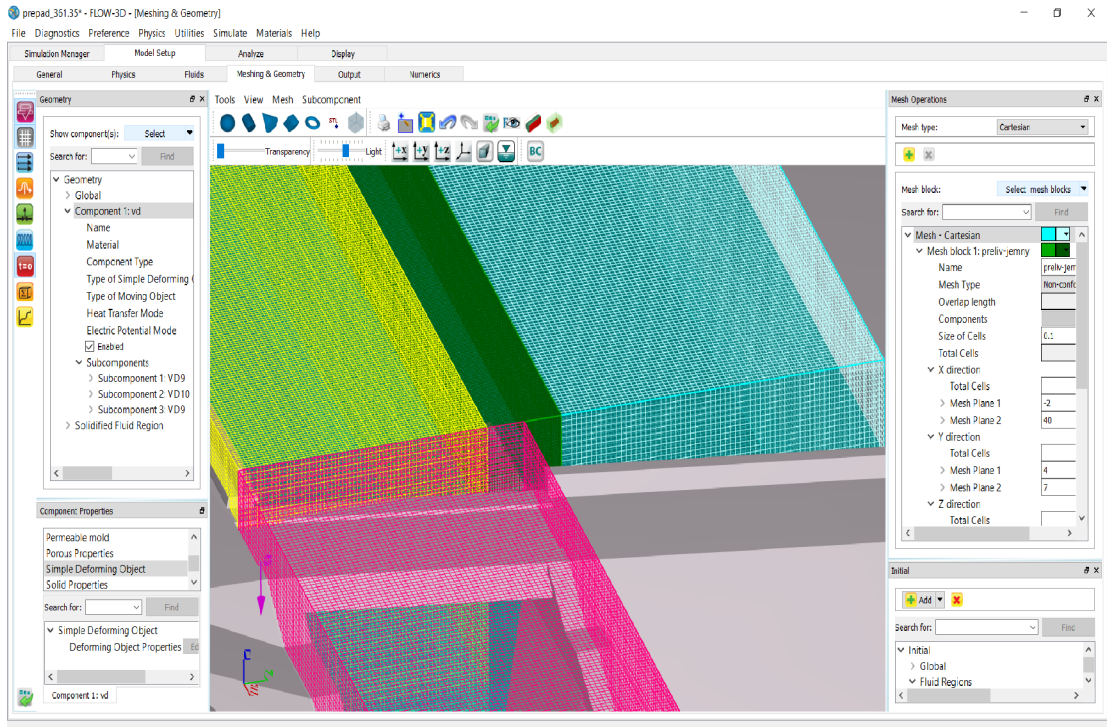 prepad_361.35* - FLOW-3D - [Meshing & Geometry]
File Diagnostics Preference Physics Utilities Simulate Materials Help
Simulation Manager Model Setup Analyze Display
General Physics Fluids Meshing & Geometry Output Numerics
Geometry
Show component(s): Select
Search for: Find
Geometry
Global
Component 1: vd
Name
Material
Component Type
Type of Simple Deforming
Type of Moving Object
Heat Transfer Mode
Electric Potential Mode
Enabled
Subcomponents
Subcomponent 1: VD9
Subcomponent 2: VD10
Subcomponent 3: VD9
Solidified Fluid Region
t=0
Component Properties
Permeable mold
Porous Properties
Simple Deforming Object
Solid Properties
Search for: Find
Simple Deforming Object
Deforming Object Properties Ed
Component 1: vd
Tools View Mesh Subcomponent
STL
Transparency Light +x +y +z BC
Mesh Operations
Mesh type: Cartesian
Mesh block: Select mesh blocks
Search for: Find
Mesh - Cartesian
Mesh block 1: preliv-jemny
Name preliv-jem
Mesh Type Non-confo
Overlap length
Components
Size of Cells 0.1
Total Cells
X direction
Total Cells
Mesh Plane 1 -2
Mesh Plane 2 40
Y direction
Total Cells
Mesh Plane 1 4
Mesh Plane 2 7
Z direction
Total Cells
Initial
Add
Search for: Find
Initial
Global
Fluid Regions